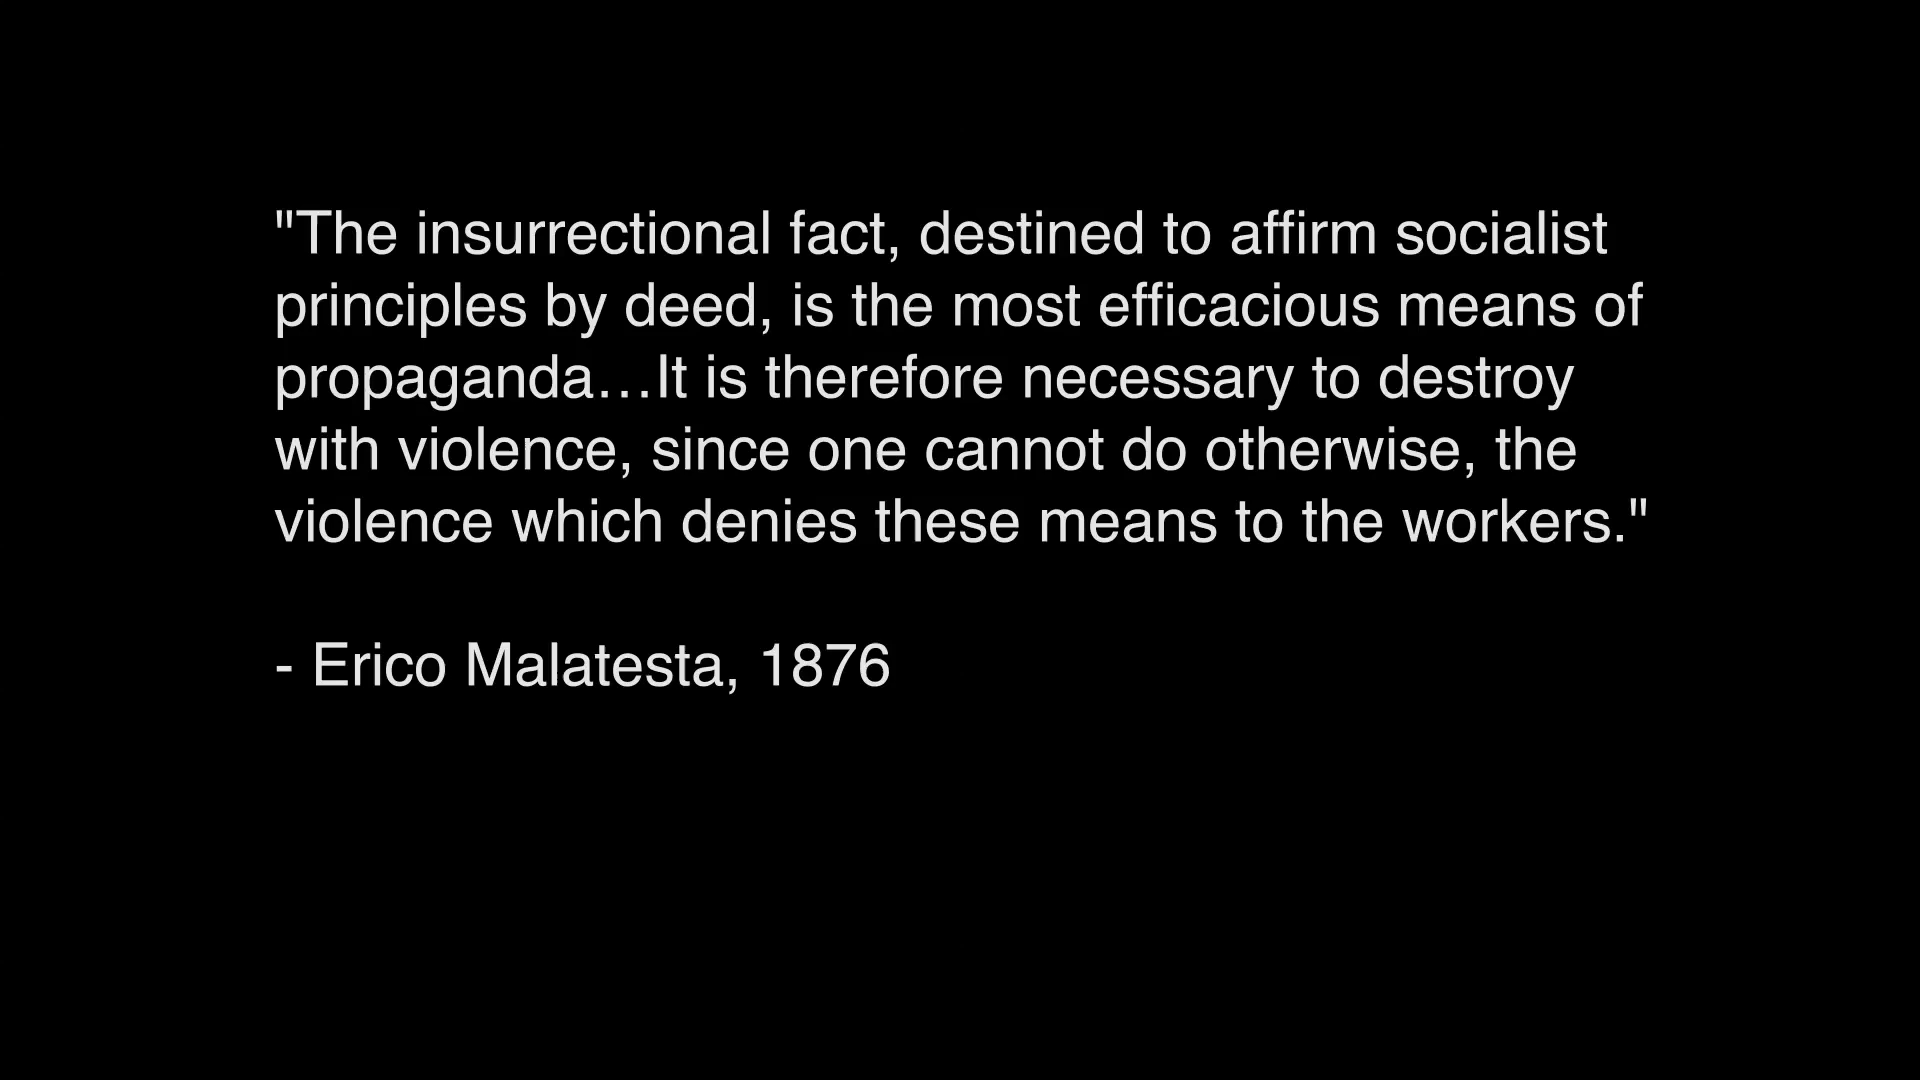 "The insurrectional fact, destined to affirm socialist
principles by deed, is the most efficacious means of
propaganda…It is therefore necessary to destroy
with violence, since one cannot do otherwise, the
violence which denies these means to the workers."
- Erico Malatesta, 1876